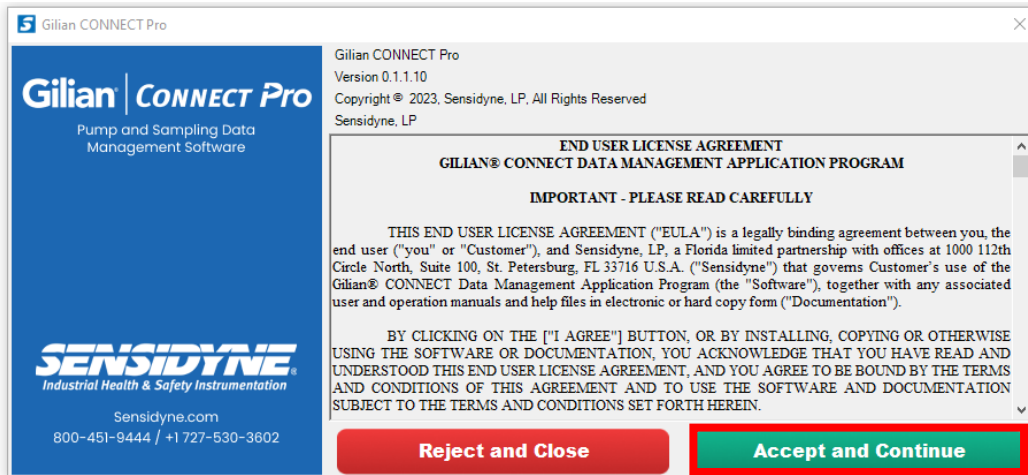 Gilian CONNECT Pro
Gilian® CONNECT Pro
Pump and Sampling Data
Management Software
SENSIDYNE®
Industrial Health & Safety Instrumentation
Sensidyne.com
800-451-9444 / +1 727-530-3602
Gilian CONNECT Pro
Version 0.1.1.10
Copyright © 2023, Sensidyne, LP, All Rights Reserved
Sensidyne, LP
END USER LICENSE AGREEMENT
GILIAN® CONNECT DATA MANAGEMENT APPLICATION PROGRAM
IMPORTANT - PLEASE READ CAREFULLY
THIS END USER LICENSE AGREEMENT ("EULA") is a legally binding agreement between you, the
end user ("you" or "Customer"), and Sensidyne, LP, a Florida limited partnership with offices at 1000 112th
Circle North, Suite 100, St. Petersburg, FL 33716 U.S.A. ("Sensidyne") that governs Customer's use of the
Gilian® CONNECT Data Management Application Program (the "Software"), together with any associated
user and operation manuals and help files in electronic or hard copy form ("Documentation").
BY CLICKING ON THE ["I AGREE"] BUTTON, OR BY INSTALLING, COPYING OR OTHERWISE
USING THE SOFTWARE OR DOCUMENTATION, YOU ACKNOWLEDGE THAT YOU HAVE READ AND
UNDERSTOOD THIS END USER LICENSE AGREEMENT, AND YOU AGREE TO BE BOUND BY THE TERMS
AND CONDITIONS OF THIS AGREEMENT AND TO USE THE SOFTWARE AND DOCUMENTATION
SUBJECT TO THE TERMS AND CONDITIONS SET FORTH HEREIN.
Reject and Close
Accept and Continue